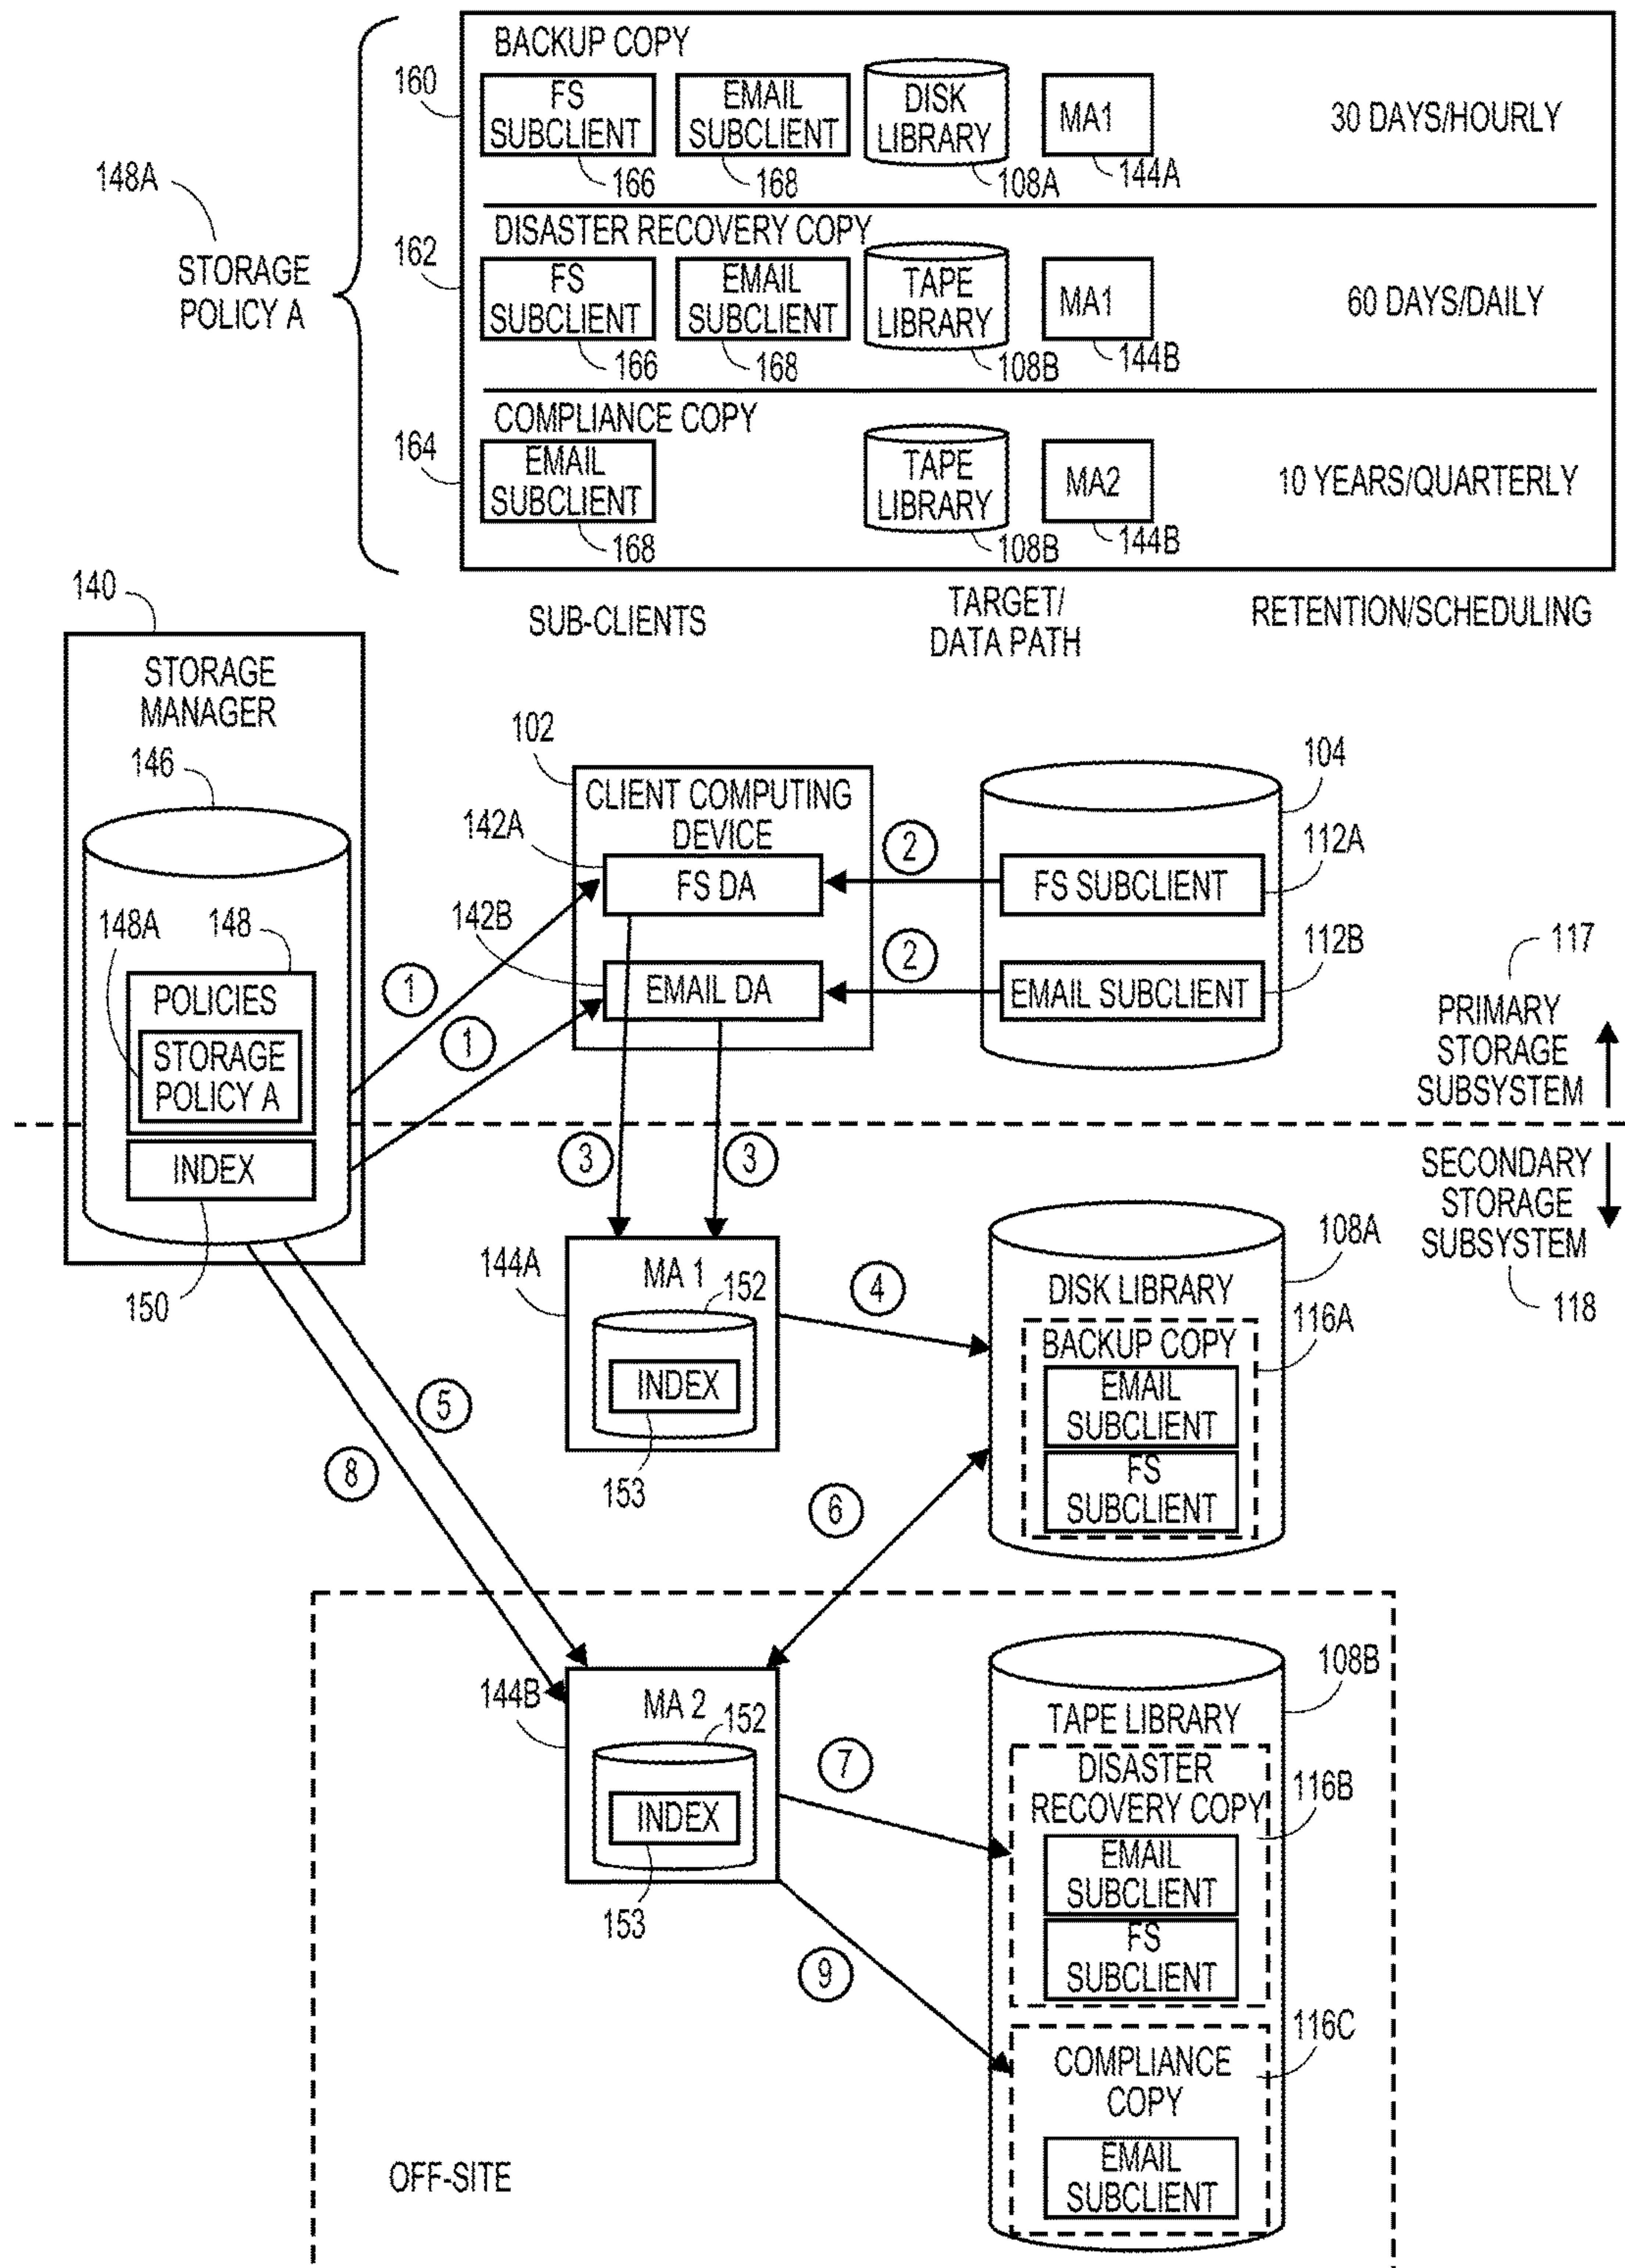 BACKUP COPY
160
FS
SUBCLIENT
166
EMAIL
SUBCLIENT
168
DISK
LIBRARY
108A
MA1
144A
30 DAYS/HOURLY
148A
STORAGE
POLICY A
DISASTER RECOVERY COPY
162
FS
SUBCLIENT
166
EMAIL
SUBCLIENT
168
TAPE
LIBRARY
108B
MA1
144B
60 DAYS/DAILY
COMPLIANCE COPY
164
EMAIL
SUBCLIENT
168
TAPE
LIBRARY
108B
MA2
144B
10 YEARS/QUARTERLY
SUB-CLIENTS
TARGET/
DATA PATH
RETENTION/SCHEDULING
140
STORAGE
MANAGER
146
148A
148
POLICIES
STORAGE
POLICY A
INDEX
150
102
CLIENT COMPUTING
DEVICE
142A
FS DA
142B
EMAIL DA
104
FS SUBCLIENT
112A
EMAIL SUBCLIENT
112B
1
1
2
2
117
PRIMARY
STORAGE
SUBSYSTEM
SECONDARY
STORAGE
SUBSYSTEM
118
3
3
144A
MA 1
152
INDEX
153
4
108A
DISK LIBRARY
116A
BACKUP COPY
EMAIL
SUBCLIENT
FS
SUBCLIENT
5
8
6
144B
MA 2
152
INDEX
153
7
9
108B
TAPE LIBRARY
DISASTER
RECOVERY COPY
116B
EMAIL
SUBCLIENT
FS
SUBCLIENT
116C
COMPLIANCE
COPY
EMAIL
SUBCLIENT
OFF-SITE